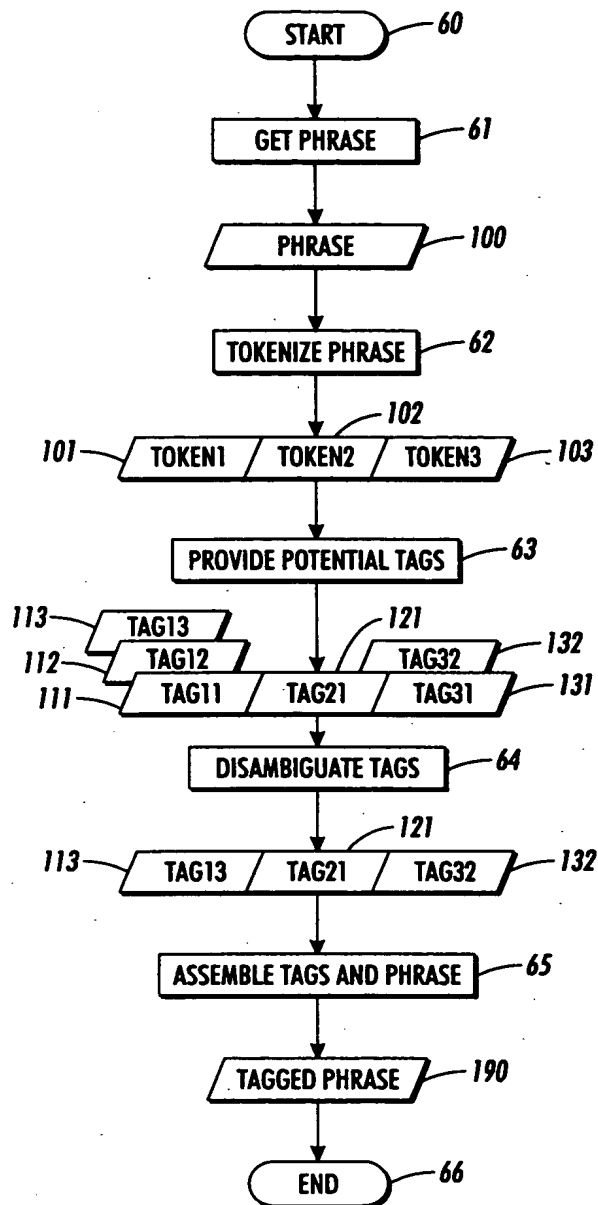 START 60
GET PHRASE 61
PHRASE 100
TOKENIZE PHRASE 62
102
101 TOKEN1 TOKEN2 TOKEN3 103
PROVIDE POTENTIAL TAGS 63
113 TAG13 121
112 TAG12 TAG32 132
111 TAG11 TAG21 TAG31 131
DISAMBIGUATE TAGS 64
121
113 TAG13 TAG21 TAG32 132
ASSEMBLE TAGS AND PHRASE 65
TAGGED PHRASE 190
END 66